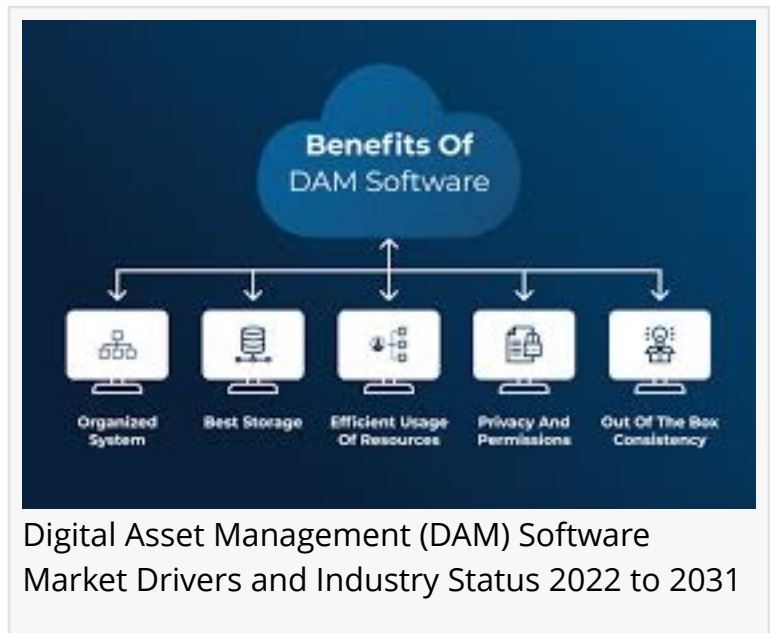 Benefits Of
DAM Software
Organized
System
Best Storage
Efficient Usage
Of Resources
Privacy And
Permissions
Out Of The Box
Consistency
Digital Asset Management (DAM) Software
Market Drivers and Industry Status 2022 to 2031